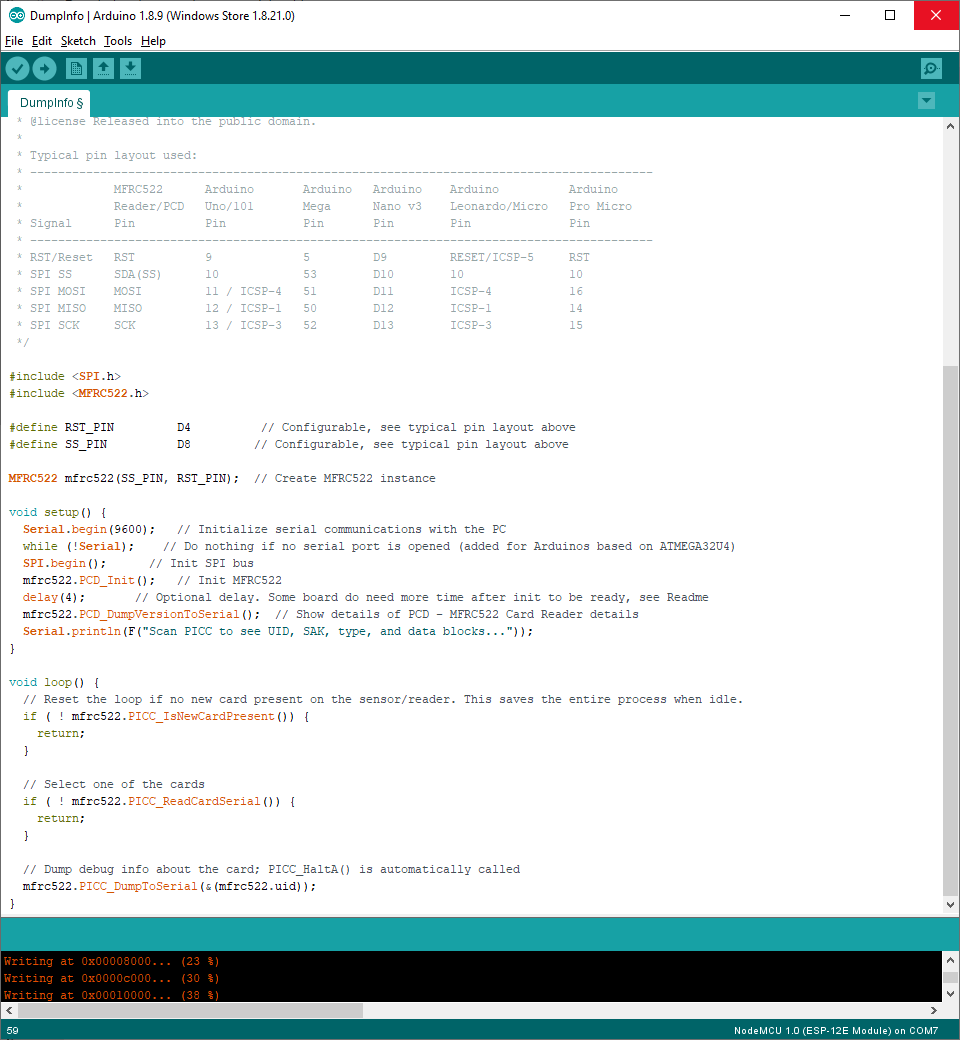 DumpInfo | Arduino 1.8.9 (Windows Store 1.8.21.0)
File Edit Sketch Tools Help
DumpInfo §
* @license Released into the public domain.
*
* Typical pin layout used:
* -----------------------------------------------------------------------------------------
* MFRC522 Arduino Arduino Arduino Arduino Arduino
* Reader/PCD Uno/101 Mega Nano v3 Leonardo/Micro Pro Micro
* Signal Pin Pin Pin Pin Pin Pin
* -----------------------------------------------------------------------------------------
* RST/Reset RST 9 5 D9 RESET/ICSP-5 RST
* SPI SS SDA(SS) 10 53 D10 10 10
* SPI MOSI MOSI 11 / ICSP-4 51 D11 ICSP-4 16
* SPI MISO MISO 12 / ICSP-1 50 D12 ICSP-1 14
* SPI SCK SCK 13 / ICSP-3 52 D13 ICSP-3 15
*/
#include <SPI.h>
#include <MFRC522.h>
#define RST_PIN D4 // Configurable, see typical pin layout above
#define SS_PIN D8 // Configurable, see typical pin layout above
MFRC522 mfrc522(SS_PIN, RST_PIN); // Create MFRC522 instance
void setup() {
Serial.begin(9600); // Initialize serial communications with the PC
while (!Serial); // Do nothing if no serial port is opened (added for Arduinos based on ATMEGA32U4)
SPI.begin(); // Init SPI bus
mfrc522.PCD_Init(); // Init MFRC522
delay(4); // Optional delay. Some board do need more time after init to be ready, see Readme
mfrc522.PCD_DumpVersionToSerial(); // Show details of PCD - MFRC522 Card Reader details
Serial.println(F("Scan PICC to see UID, SAK, type, and data blocks..."));
}
void loop() {
// Reset the loop if no new card present on the sensor/reader. This saves the entire process when idle.
if ( ! mfrc522.PICC_IsNewCardPresent()) {
return;
}
// Select one of the cards
if ( ! mfrc522.PICC_ReadCardSerial()) {
return;
}
// Dump debug info about the card; PICC_HaltA() is automatically called
mfrc522.PICC_DumpToSerial(&(mfrc522.uid));
}
Writing at 0x00008000... (23 %)
Writing at 0x0000c000... (30 %)
Writing at 0x00010000... (38 %)
59
NodeMCU 1.0 (ESP-12E Module) on COM7